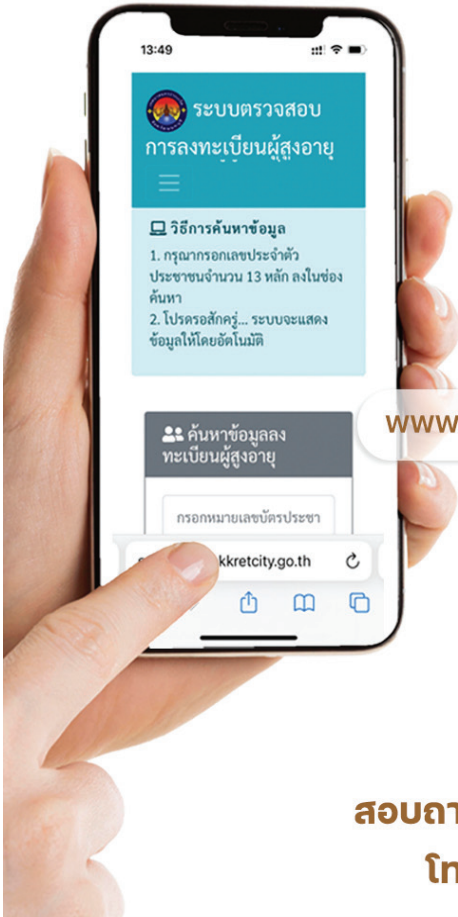 13:49
ระบบตรวจสอบ
การลงทะเบียนผู้สูงอายุ
วิธีการค้นหาข้อมูล
1. กรุณากรอกเลขประจำตัว
ประชาชนจำนวน 13 หลัก ลงในช่อง
ค้นหา
2. โปรดรอสักครู่... ระบบจะแสดง
ข้อมูลให้โดยอัตโนมัติ
www
ค้นหาข้อมูลลง
ทะเบียนผู้สูงอายุ
กรอกหมายเลขบัตรประชา
kkretcity.go.th
สอบถา
โท